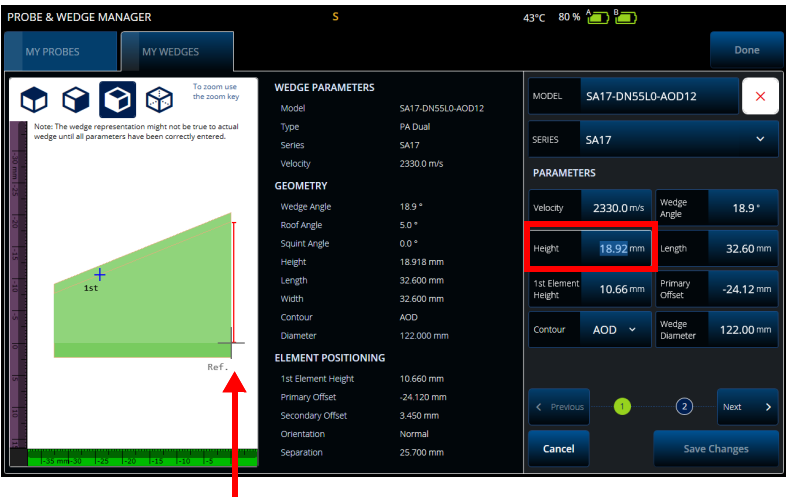 PROBE & WEDGE MANAGER S 43°C 80 % A B
MY PROBES MY WEDGES Done
To zoom use
the zoom key
Note: The wedge representation might not be true to actual
wedge until all parameters have been correctly entered.
1st
Ref.
-35 mm -30 -25 -20 -15 -10 -5
WEDGE PARAMETERS
Model SA17-DN55L0-AOD12
Type PA Dual
Series SA17
Velocity 2330.0 m/s
GEOMETRY
Wedge Angle 18.9 °
Roof Angle 5.0 °
Squint Angle 0.0 °
Height 18.918 mm
Length 32.600 mm
Width 32.600 mm
Contour AOD
Diameter 122.000 mm
ELEMENT POSITIONING
1st Element Height 10.660 mm
Primary Offset -24.120 mm
Secondary Offset 3.450 mm
Orientation Normal
Separation 25.700 mm
MODEL SA17-DN55L0-AOD12
SERIES SA17
PARAMETERS
Velocity 2330.0 m/s Wedge Angle 18.9 °
Height 18.92 mm Length 32.60 mm
1st Element Height 10.66 mm Primary Offset -24.12 mm
Contour AOD Wedge Diameter 122.00 mm
Previous 1 2 Next
Cancel Save Changes